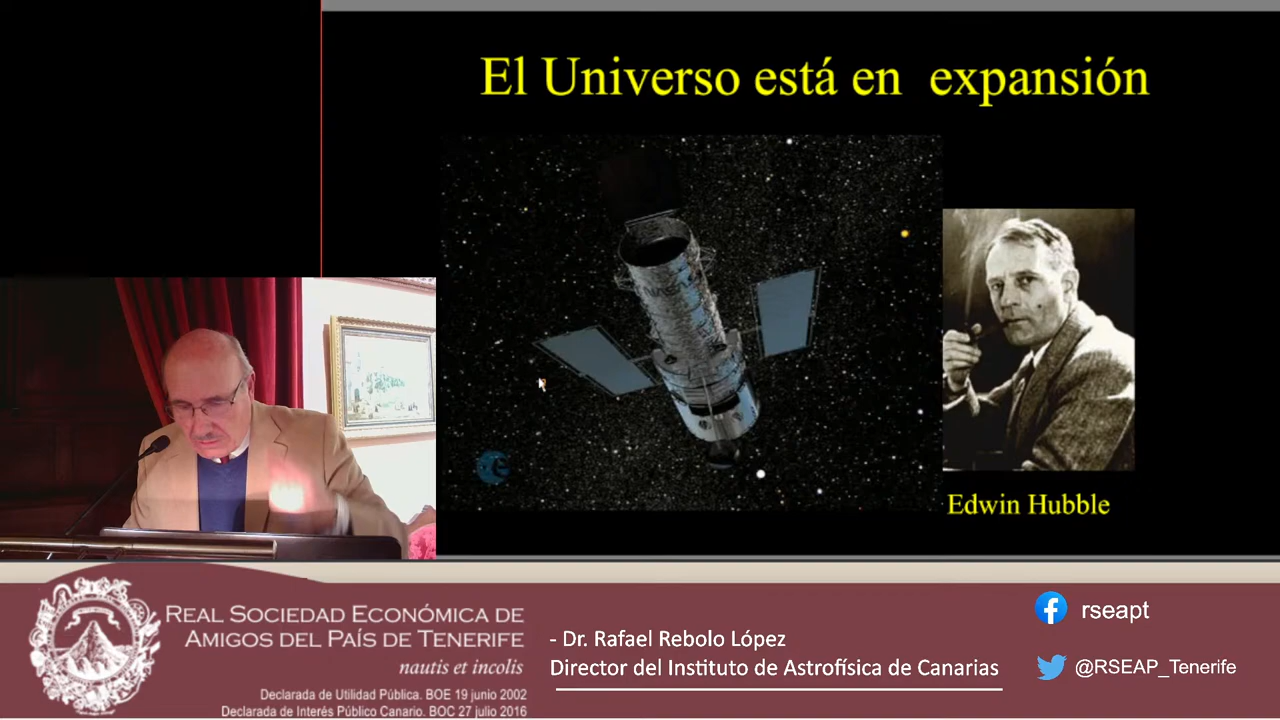 El Universo está en expansión
NASA
Edwin Hubble
REAL SOCIEDAD ECONÓMICA DE
AMIGOS DEL PAÍS DE TENERIFE
nautis et incolis
Declarada de Utilidad Pública. BOE 19 junio 2002
Declarada de Interés Público Canario. BOC 27 julio 2016
- Dr. Rafael Rebolo López
Director del Instituto de Astrofísica de Canarias
rseapt
@RSEAP_Tenerife